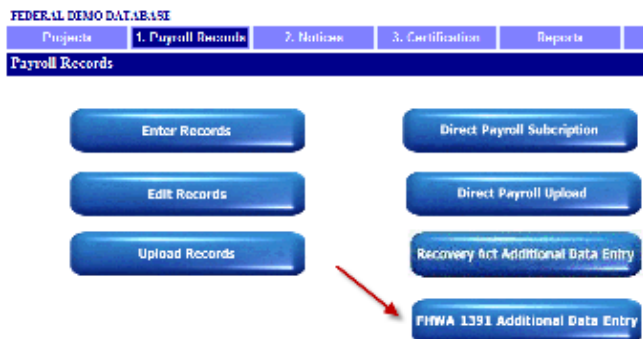 FEDERAL DEMO DATABASE
Projects 1. Payroll Records 2. Notices 3. Certification Reports
Payroll Records
Enter Records Direct Payroll Subcription
Edit Records Direct Payroll Upload
Upload Records Recovery Act Additional Data Entry
FHWA 1391 Additional Data Entry